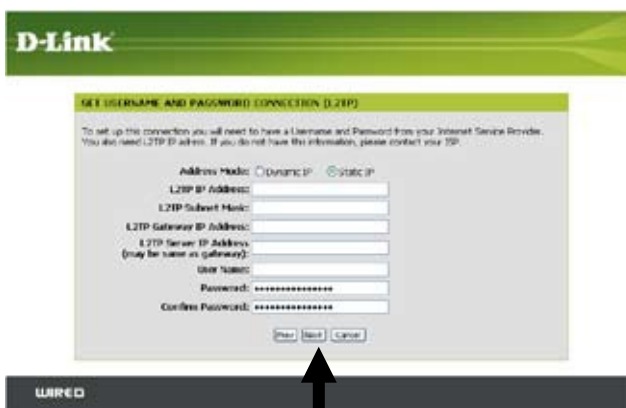 D-Link
SET USERNAME AND PASSWORD CONNECTION (L2TP)
To set up this connection you will need to have a Username and Password from your Internet Service Provider.
You also need L2TP IP adress. If you do not have this information, please contact your ISP.
Address Mode: Dynamic IP Static IP
L2TP IP Address:
L2TP Subnet Mask:
L2TP Gateway IP Address:
L2TP Server IP Address
(may be same as gateway):
User Name:
Password: ••••••••••••••••
Confirm Password: ••••••••••••••••
Prev Next Cancel
WIRED